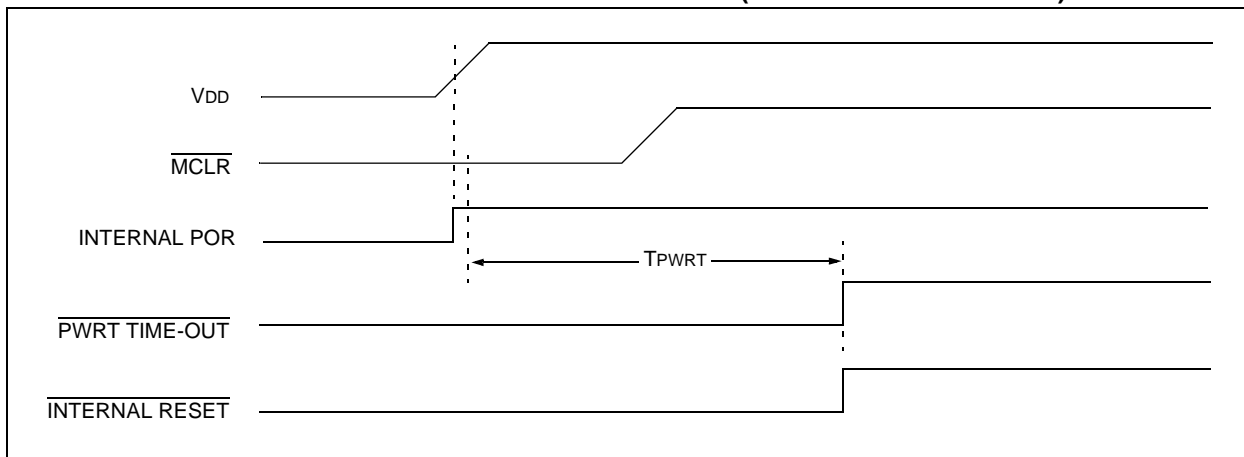 VDD
MCLR
INTERNAL POR
TPWRT
PWRT TIME-OUT
INTERNAL RESET